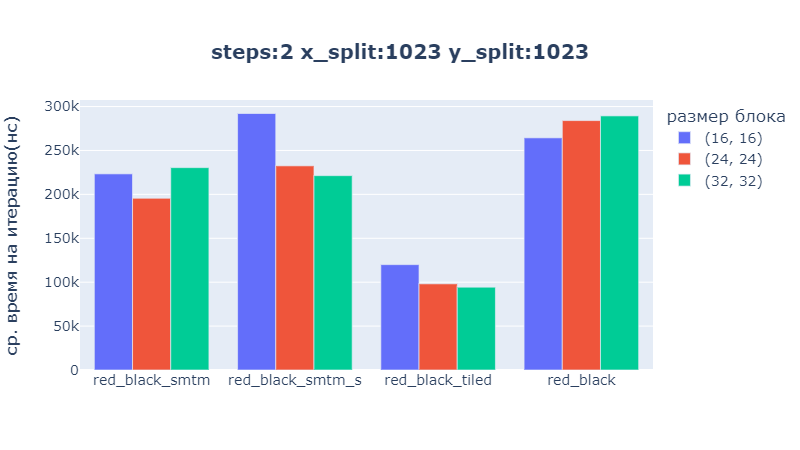 steps:2 x_split:1023 y_split:1023
ср. время на итерацию(нс)
300k
250k
200k
150k
100k
50k
0
red_black_smtm
red_black_smtm_s
red_black_tiled
red_black
размер блока
(16, 16)
(24, 24)
(32, 32)